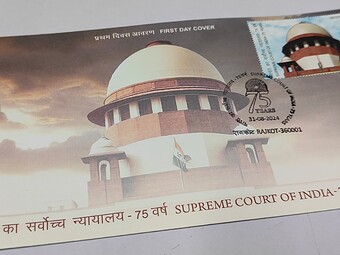 प्रथम दिवस आवरण FIRST DAY COVER
75
YEARS
31-08-2024
राजकोट RAJKOT-360001
का सर्वोच्च न्यायालय - 75 वर्ष SUPREME COURT OF INDIA-